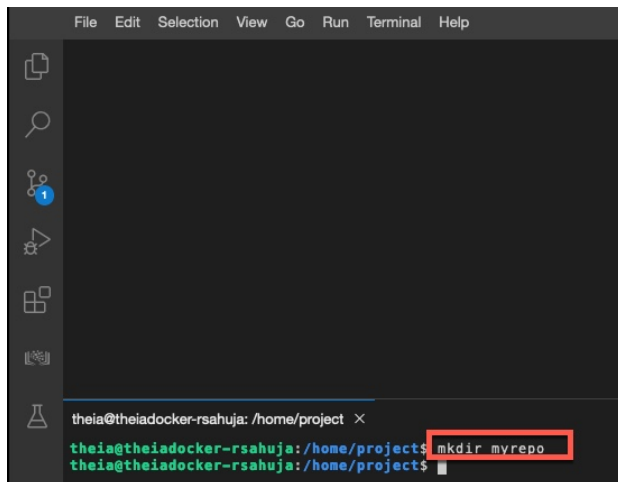 File Edit Selection View Go Run Terminal Help
1
theia@theiadocker-rsahuja: /home/project ×
theia@theiadocker-rsahuja:/home/project$ mkdir myrepo
theia@theiadocker-rsahuja:/home/project$